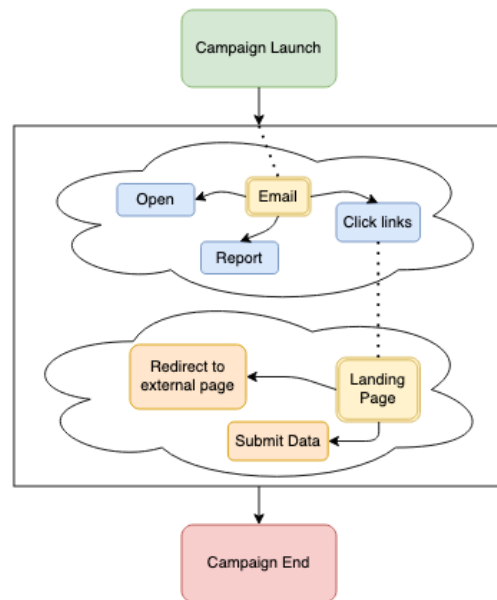 Campaign Launch
Email
Open
Click links
Report
Redirect to
external page
Landing
Page
Submit Data
Campaign End